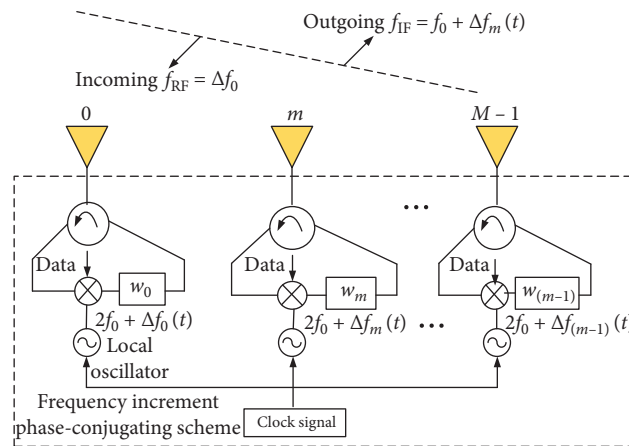 Outgoing f_IF = f_0 + Δf_m(t)
Incoming f_RF = Δf_0
0 m M – 1
...
Data Data Data
w_0 w_m w_(m−1)
2f_0 + Δf_0(t) 2f_0 + Δf_m(t) ... 2f_0 + Δf_(m−1)(t)
Local
oscillator
Frequency increment
phase-conjugating scheme
Clock signal